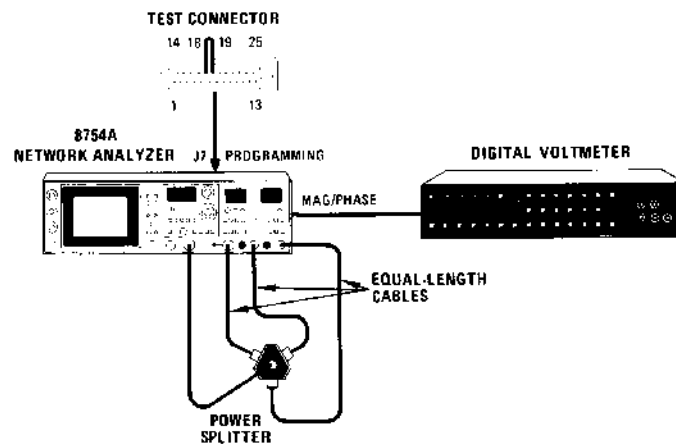 TEST CONNECTOR
14 18 19 25
1 13
8754A
NETWORK ANALYZER
J7 PROGRAMMING
DIGITAL VOLTMETER
MAG/PHASE
EQUAL-LENGTH
CABLES
POWER
SPLITTER